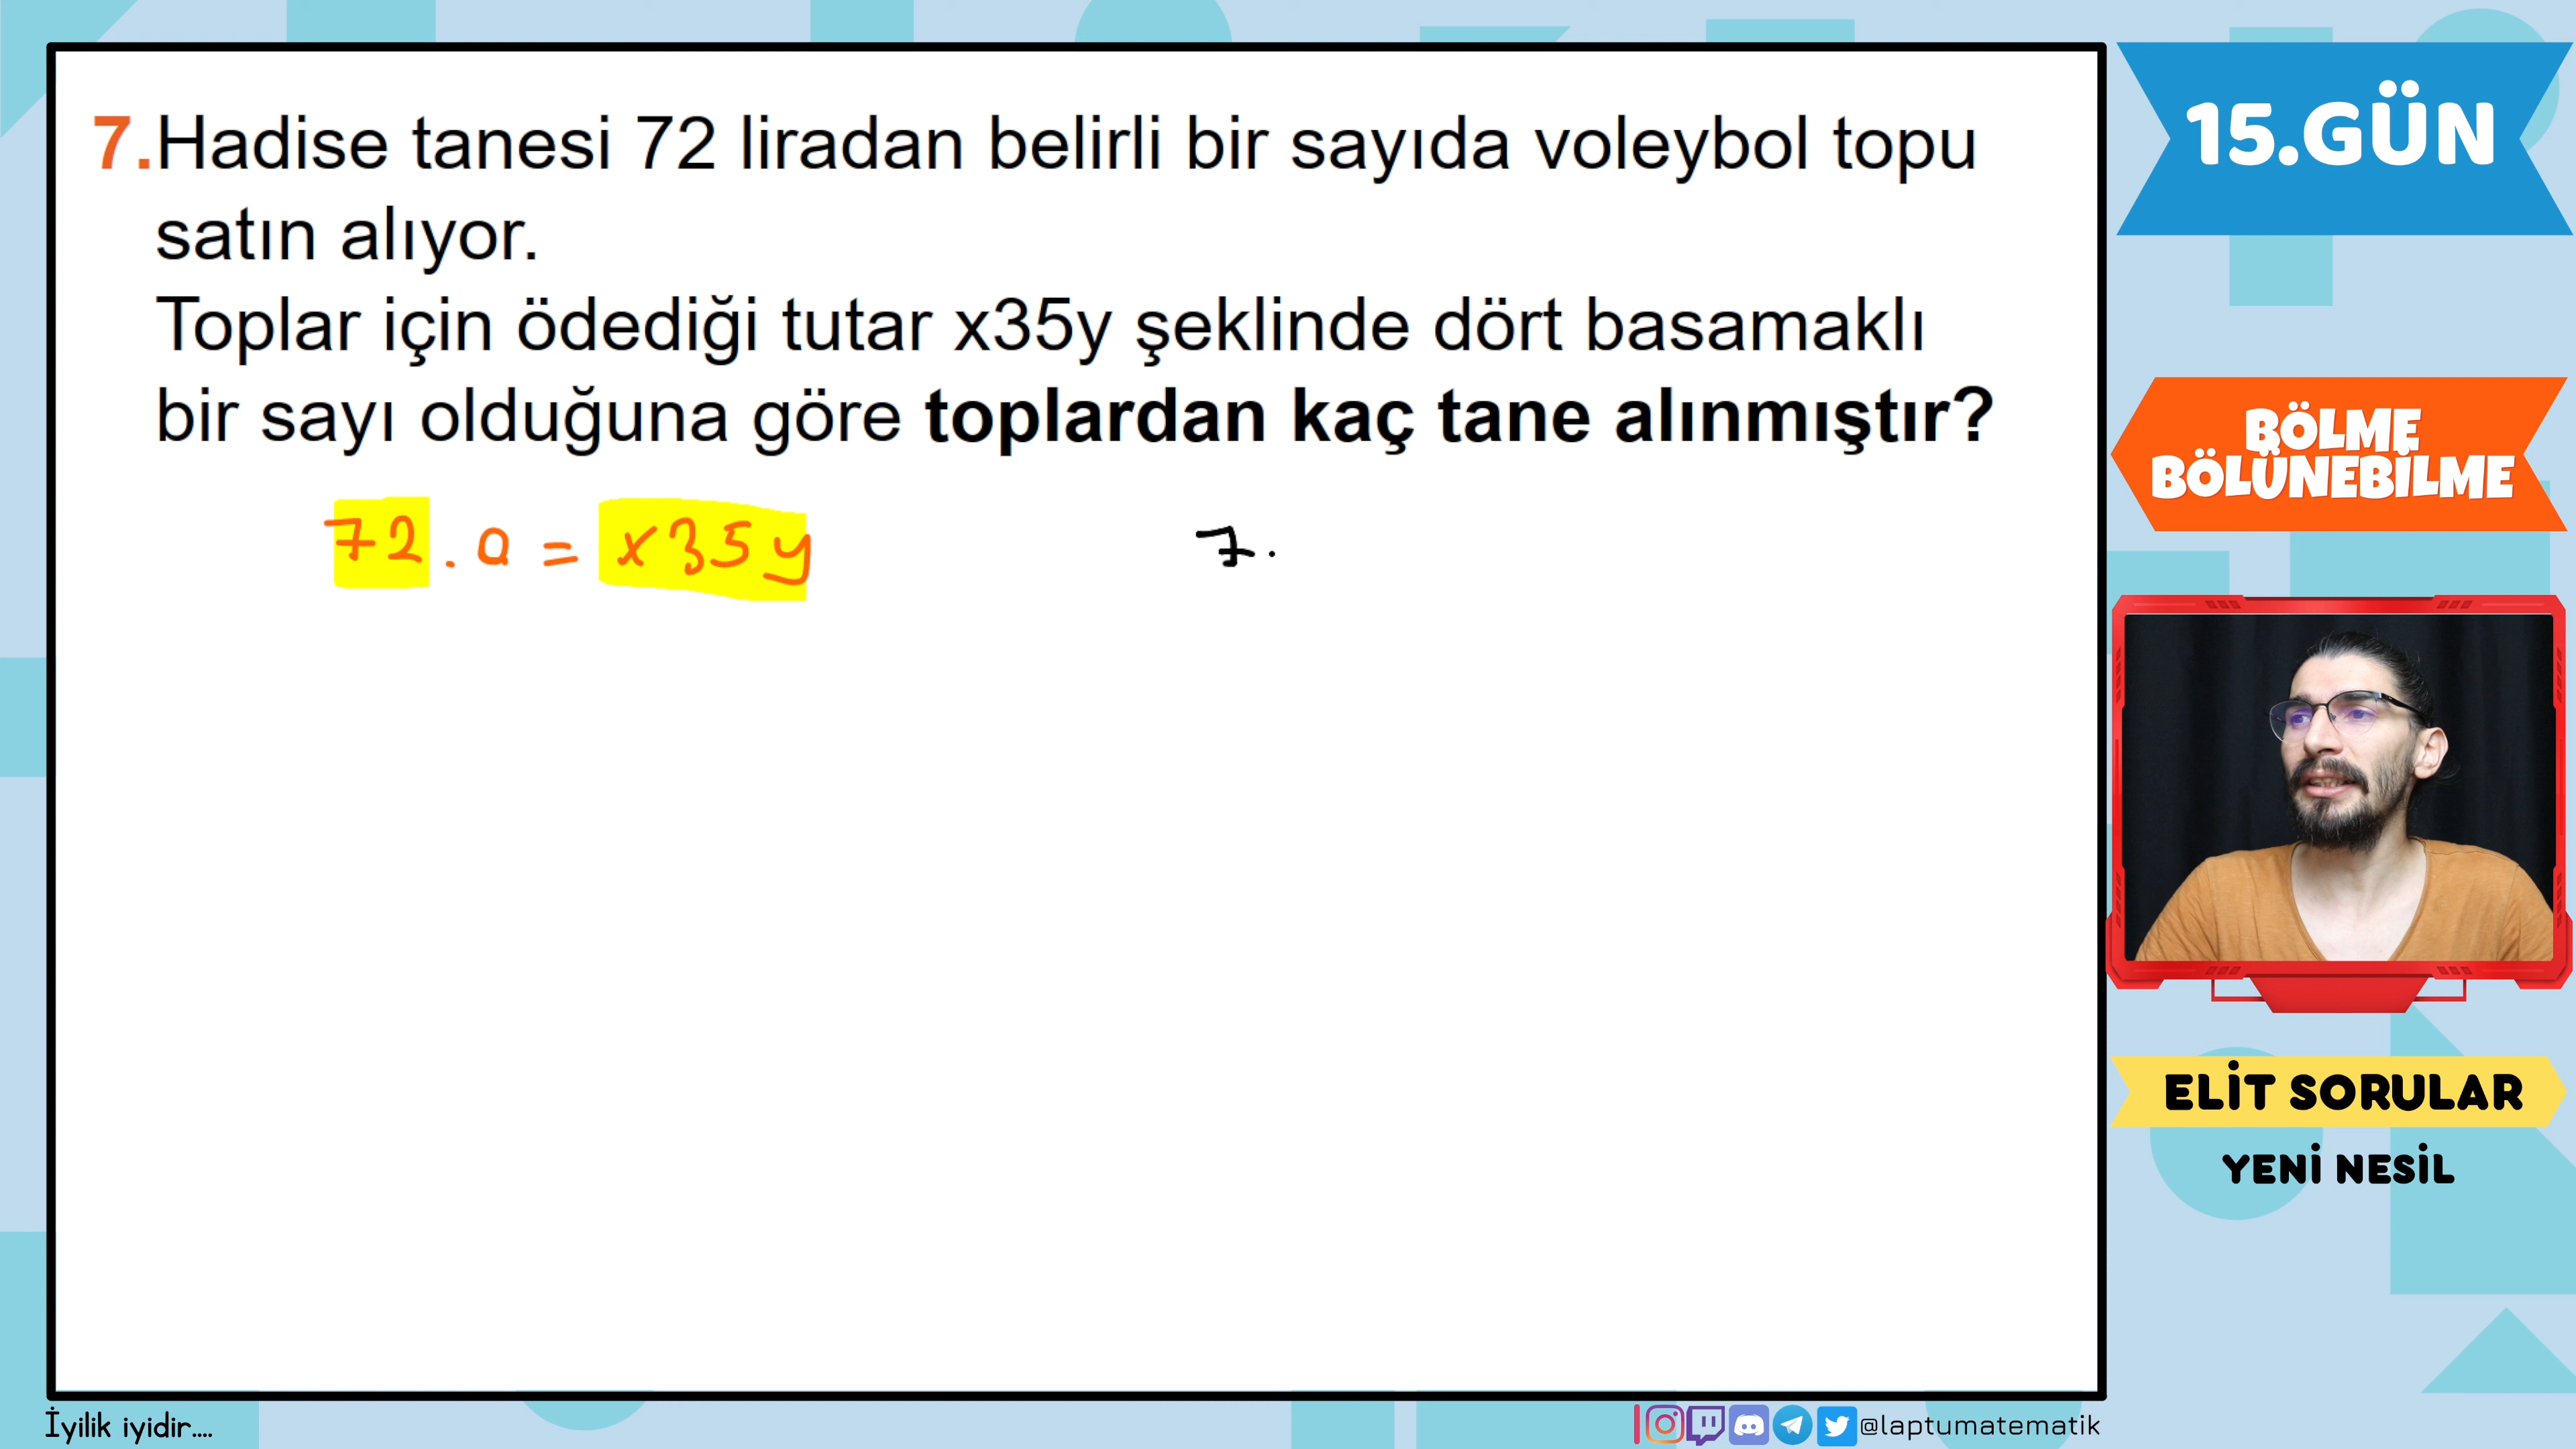 7.Hadise tanesi 72 liradan belirli bir sayıda voleybol topu
satın alıyor.
Toplar için ödediği tutar x35y şeklinde dört basamaklı
bir sayı olduğuna göre toplardan kaç tane alınmıştır?
72 . a = x35y
7.
15.GÜN
BÖLME
BÖLÜNEBİLME
ELİT SORULAR
YENİ NESİL
İyilik iyidir....
@laptumatematik